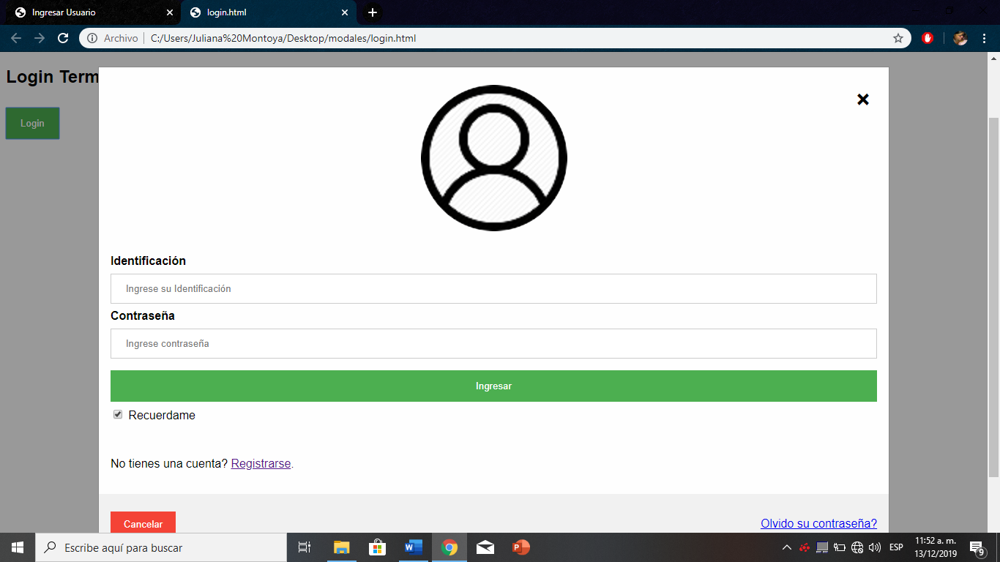 Ingresar Usuario
login.html
Archivo
C:/Users/Juliana%20Montoya/Desktop/modales/login.html
Login Term
Login
Identificación
Ingrese su Identificación
Contraseña
Ingrese contraseña
Ingresar
Recuerdame
No tienes una cuenta? Registrarse.
Cancelar
Olvido su contraseña?
Escribe aquí para buscar
ESP
11:52 a. m.
13/12/2019
9